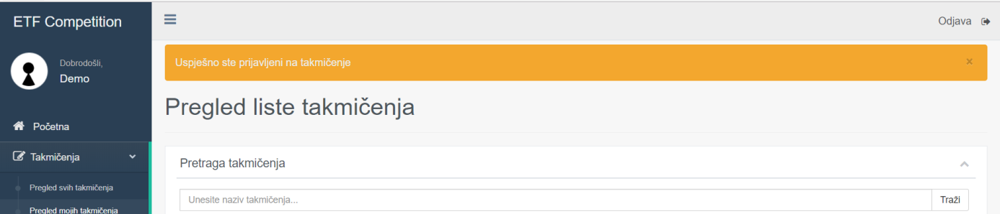 ETF Competition
Odjava
Dobrodošli,
Demo
Uspješno ste prijavljeni na takmičenje
×
Pregled liste takmičenja
Početna
Takmičenja
Pretraga takmičenja
Pregled svih takmičenja
Unesite naziv takmičenja...
Traži
Pregled mojih takmičenja